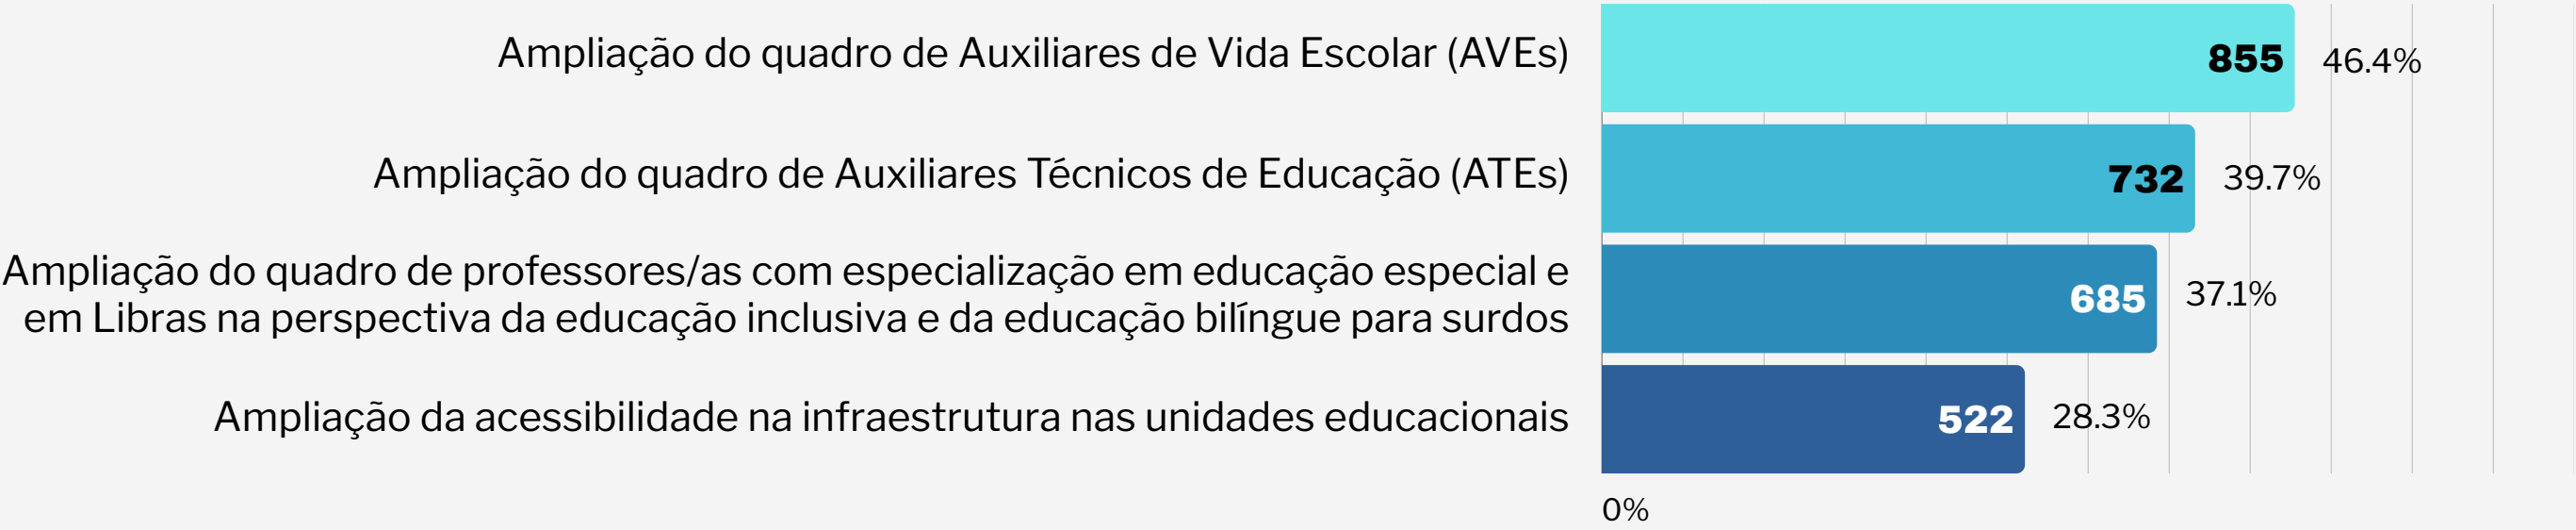 Ampliação do quadro de Auxiliares de Vida Escolar (AVEs) 855 46.4%
Ampliação do quadro de Auxiliares Técnicos de Educação (ATEs) 732 39.7%
Ampliação do quadro de professores/as com especialização em educação especial e
em Libras na perspectiva da educação inclusiva e da educação bilíngue para surdos 685 37.1%
Ampliação da acessibilidade na infraestrutura nas unidades educacionais 522 28.3%
0%